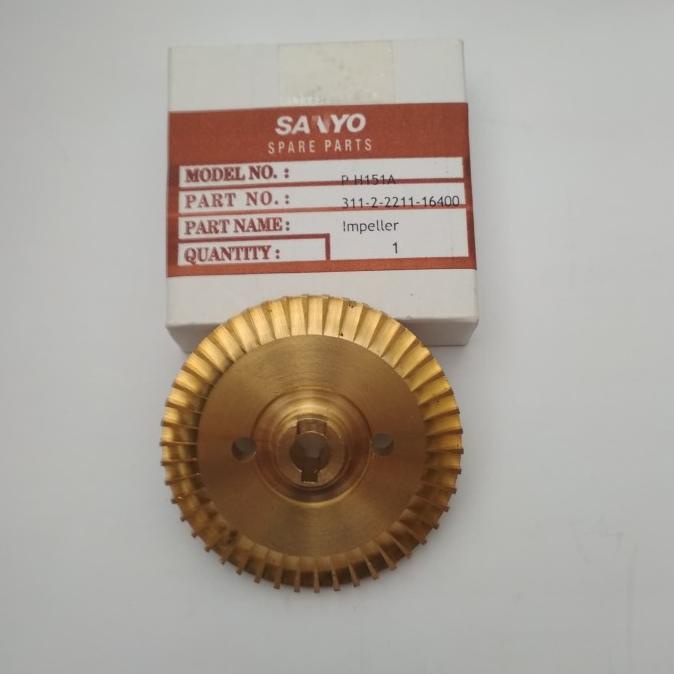 SANYO
SPARE PARTS
MODEL NO. : P H151A
PART NO. : 311-2-2211-16400
PART NAME : Impeller
QUANTITY : 1